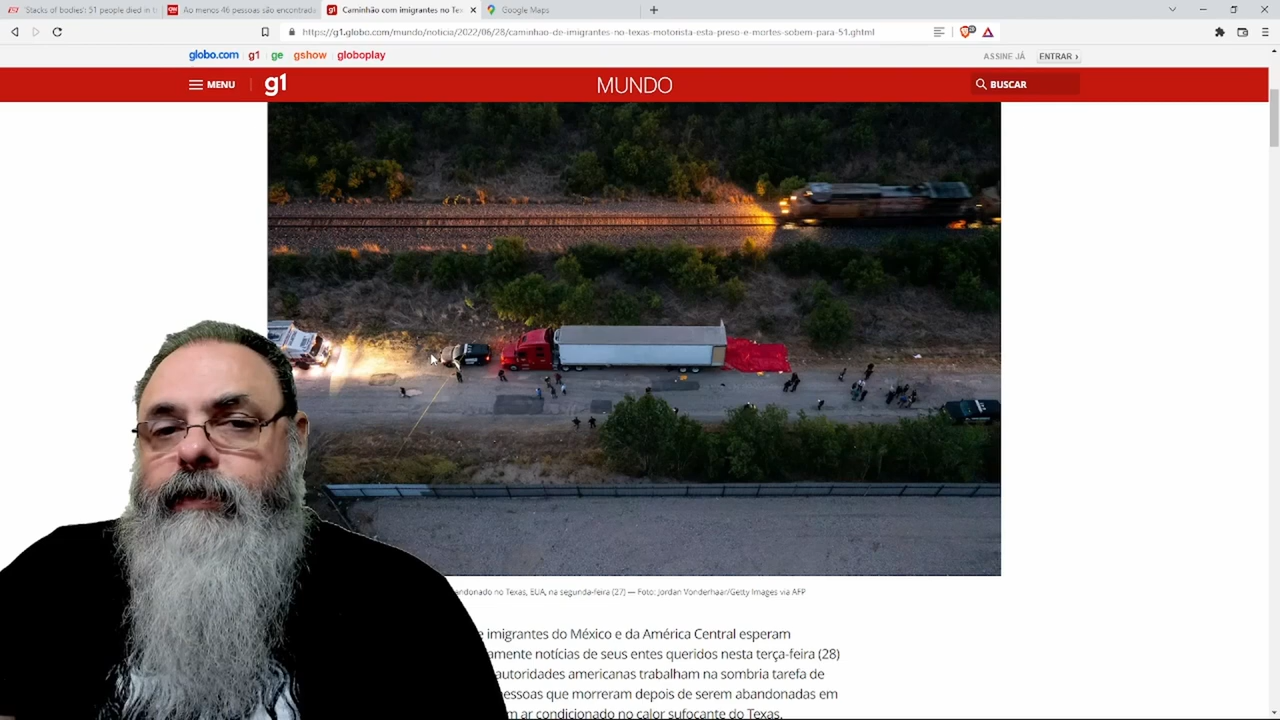 'Stacks of bodies': 51 people died in t
Ao menos 46 pessoas são encontrada
Caminhão com imigrantes no Tex
Google Maps
https://g1.globo.com/mundo/noticia/2022/06/28/caminhao-de-imigrantes-no-texas-motorista-esta-preso-e-mortes-sobem-para-51.ghtml
globo.com g1 ge gshow globoplay
ASSINE JÁ ENTRAR ›
MENU g1 MUNDO BUSCAR
andonado no Texas, EUA, na segunda-feira (27) — Foto: Jordan Vonderhaar/Getty Images via AFP
e imigrantes do México e da América Central esperam
amente notícias de seus entes queridos nesta terça-feira (28)
autoridades americanas trabalham na sombria tarefa de
essoas que morreram depois de serem abandonadas em
m ar condicionado no calor sufocante do Texas.